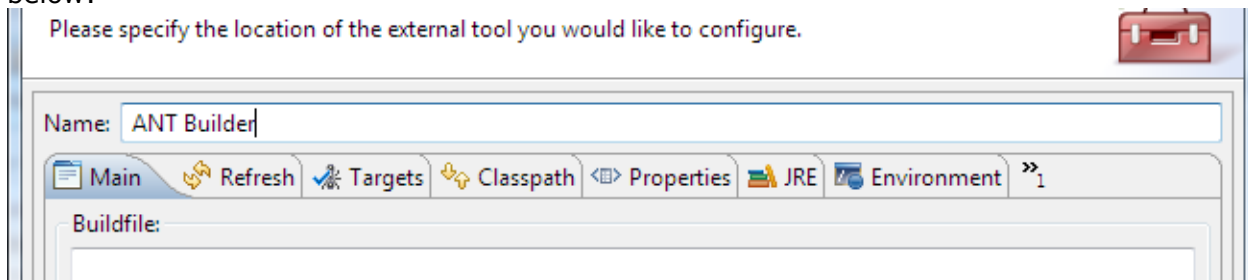 below:
Please specify the location of the external tool you would like to configure.
Name: ANT Builder
Main Refresh Targets Classpath Properties JRE Environment »1
Buildfile: